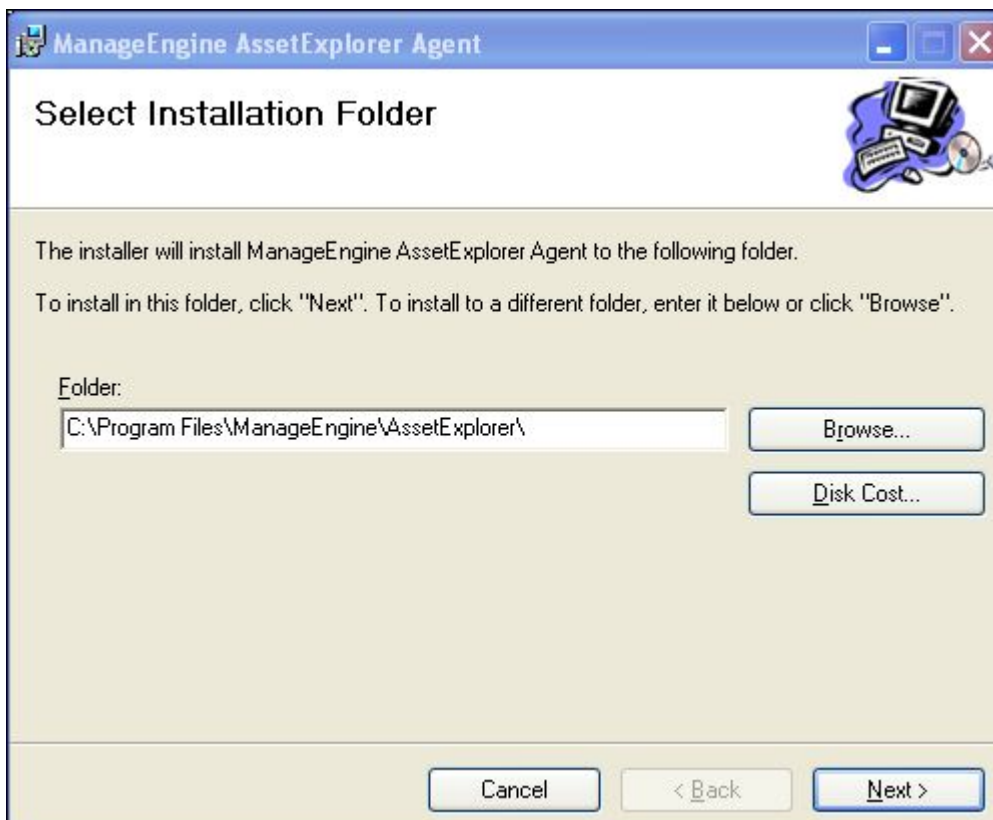 ManageEngine AssetExplorer Agent
Select Installation Folder
The installer will install ManageEngine AssetExplorer Agent to the following folder.
To install in this folder, click "Next". To install to a different folder, enter it below or click "Browse".
Folder:
C:\Program Files\ManageEngine\AssetExplorer\
Browse...
Disk Cost...
Cancel
< Back
Next >